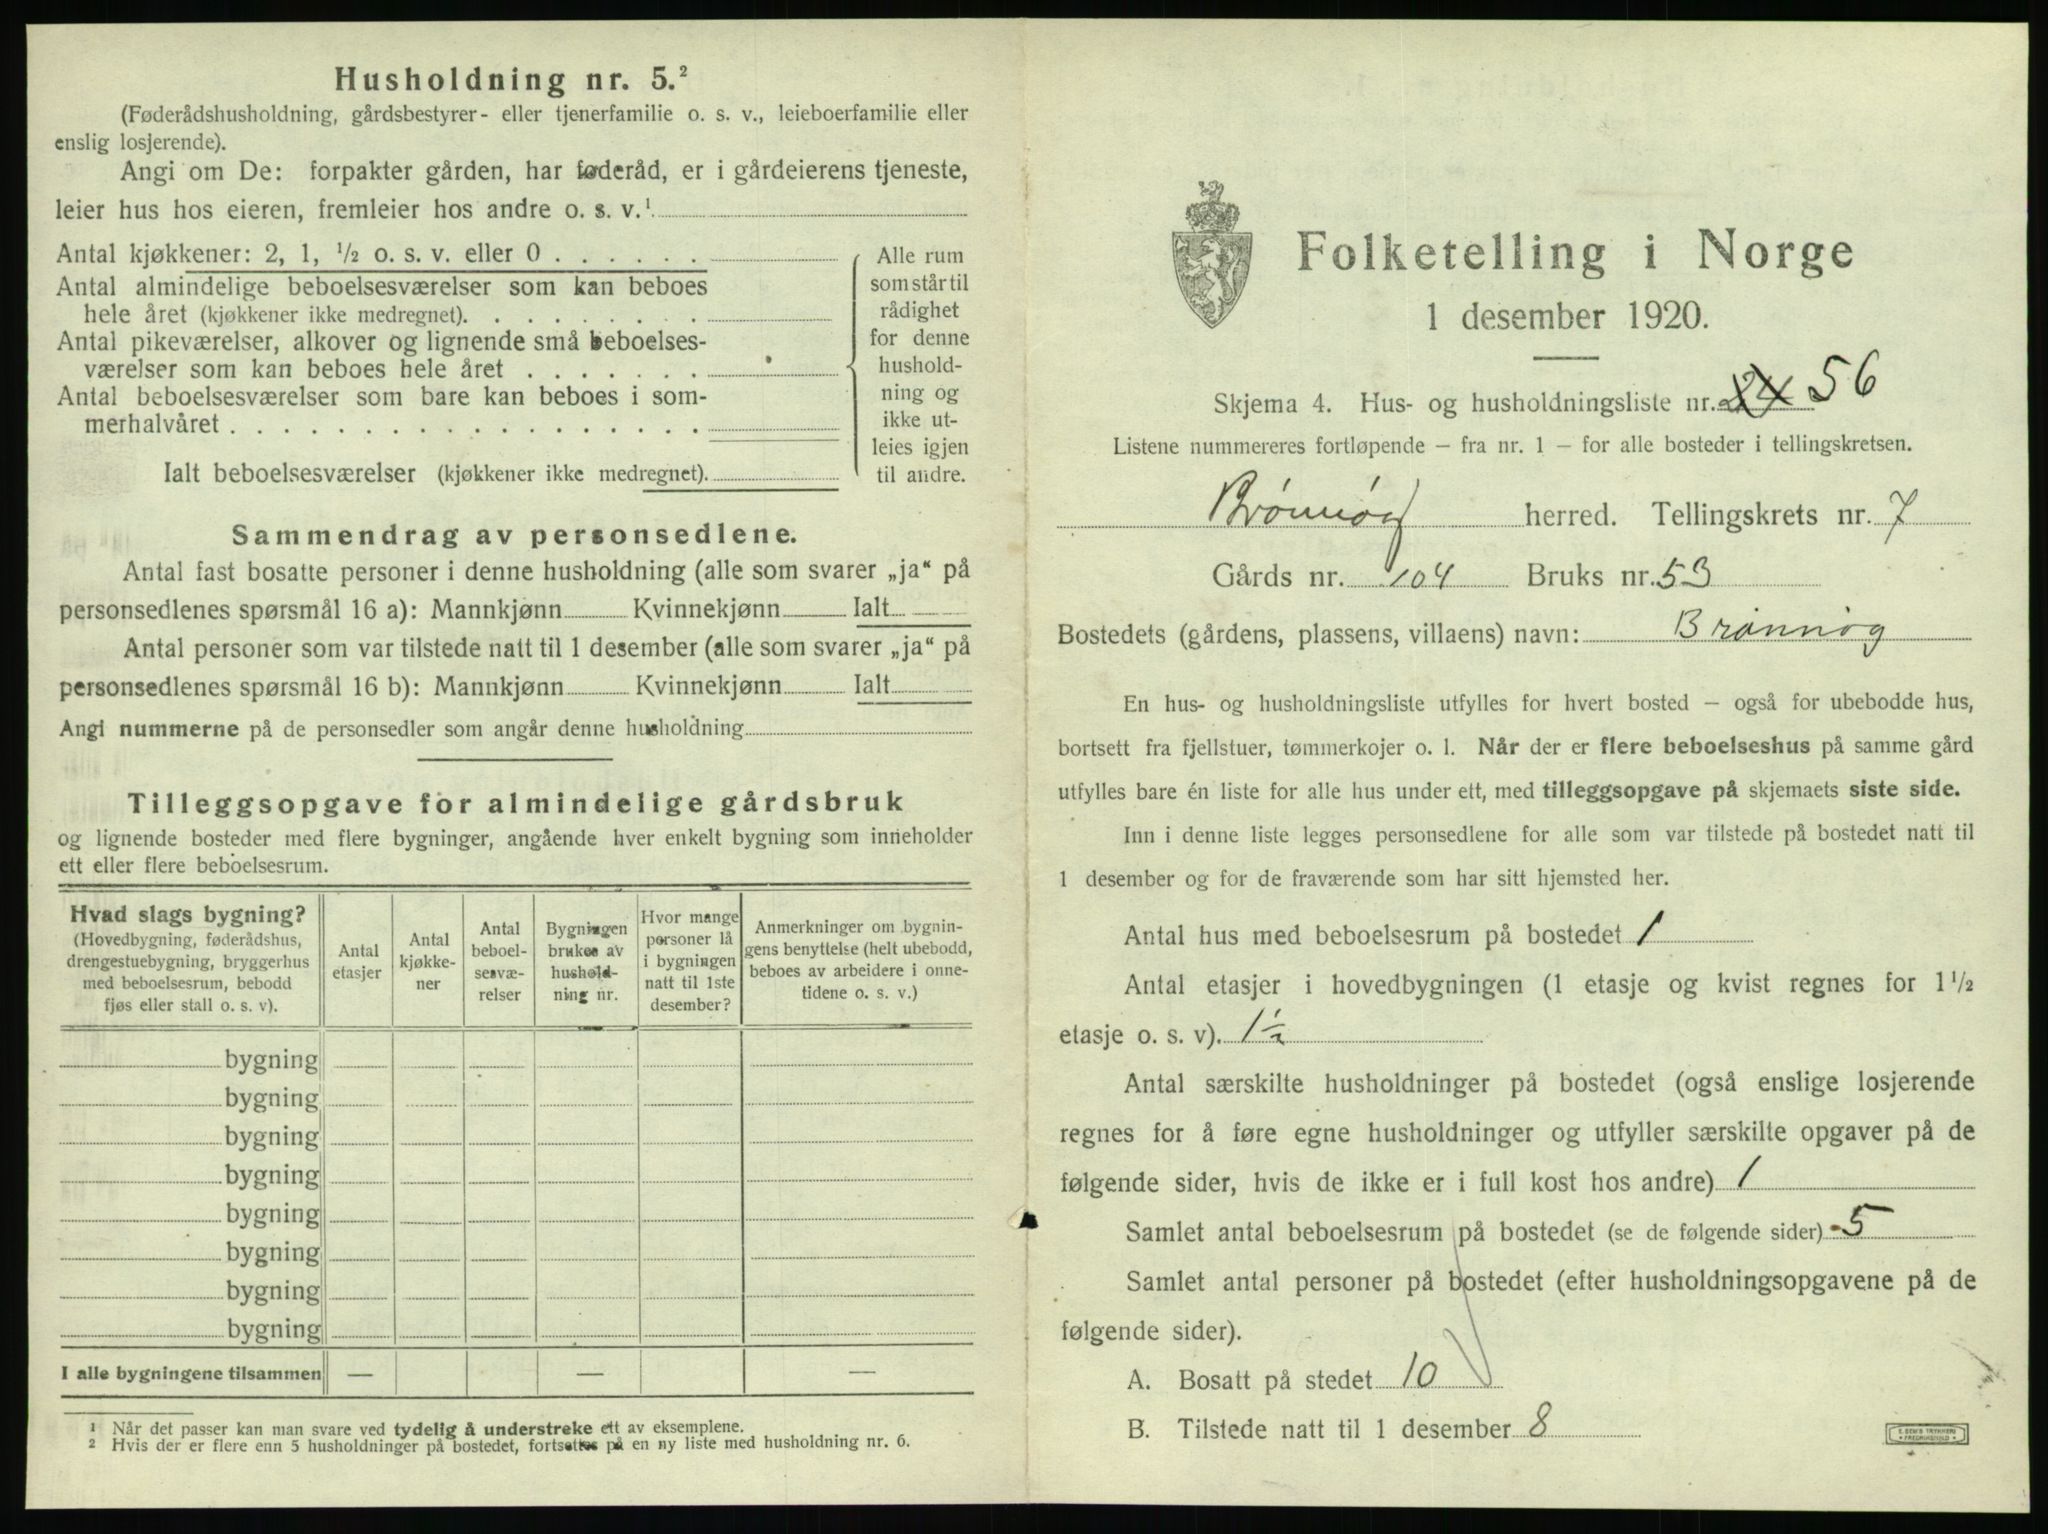 Husholdning nr. 5.²
(Føderådshusholdning, gårdsbestyrer- eller tjenerfamilie o. s. v., leieboerfamilie eller
enslig losjerende).
Angi om De: forpakter gården, har føderåd, er i gårdeierens tjeneste,
leier hus hos eieren, fremleier hos andre o. s. v.¹
Antal kjøkkener: 2, 1, ½ o. s. v. eller 0 . . . . . .
Antal almindelige beboelsesværelser som kan beboes
hele året (kjøkkener ikke medregnet). . . . . . . . .
Antal pikeværelser, alkover og lignende små beboelses-
værelser som kan beboes hele året . . . . . . .
Antal beboelsesværelser som bare kan beboes i som-
merhalvåret . . . . . . . . . . . . . . . . . .
Ialt beboelsesværelser (kjøkkener ikke medregnet).
Alle rum
som står til
rådighet
for denne
hushold-
ning og
ikke ut-
leies igjen
til andre.
Sammendrag av personsedlene.
Antal fast bosatte personer i denne husholdning (alle som svarer „ja“ på
personsedlenes spørsmål 16 a): Mannkjønn Kvinnekjønn Ialt
Antal personer som var tilstede natt til 1 desember (alle som svarer „ja“ på
personsedlenes spørsmål 16 b): Mannkjønn Kvinnekjønn Ialt
Angi nummerne på de personsedler som angår denne husholdning
Tilleggsopgave for almindelige gårdsbruk
og lignende bosteder med flere bygninger, angående hver enkelt bygning som inneholder
ett eller flere beboelsesrum.
Hvad slags bygning?
(Hovedbygning, føderådshus,
drengestuebygning, bryggerhus
med beboelsesrum, bebodd
fjøs eller stall o. s. v).
Antal
etasjer
Antal
kjøkke-
ner
Antal
beboel-
sesvæ-
relser
Bygningen
brukes av
hushold-
ning nr.
Hvor mange
personer lå
i bygningen
natt til 1ste
desember?
Anmerkninger om bygnin-
gens benyttelse (helt ubebodd,
beboes av arbeidere i onne-
tidene o. s. v.)
bygning
bygning
bygning
bygning
bygning
bygning
bygning
bygning
I alle bygningene tilsammen — — —
¹ Når det passer kan man svare ved tydelig å understreke ett av eksemplene.
² Hvis der er flere enn 5 husholdninger på bostedet, fortsettes på en ny liste med husholdning nr. 6.
Folketelling i Norge
1 desember 1920.
Skjema 4. Hus- og husholdningsliste nr. 24 56
Listene nummereres fortløpende – fra nr. 1 – for alle bosteder i tellingskretsen.
Brønnøy herred. Tellingskrets nr. 7
Gårds nr. 104 Bruks nr. 53
Bostedets (gårdens, plassens, villaens) navn: Brønnøg
En hus- og husholdningsliste utfylles for hvert bosted – også for ubebodde hus,
bortsett fra fjellstuer, tømmerkojer o. l. Når der er flere beboelseshus på samme gård
utfylles bare én liste for alle hus under ett, med tilleggsopgave på skjemaets siste side.
Inn i denne liste legges personsedlene for alle som var tilstede på bostedet natt til
1 desember og for de fraværende som har sitt hjemsted her.
Antal hus med beboelsesrum på bostedet 1
Antal etasjer i hovedbygningen (1 etasje og kvist regnes for 1½
etasje o. s. v). 1½
Antal særskilte husholdninger på bostedet (også enslige losjerende
regnes for å føre egne husholdninger og utfyller særskilte opgaver på de
følgende sider, hvis de ikke er i full kost hos andre) 1
Samlet antal beboelsesrum på bostedet (se de følgende sider) 5
Samlet antal personer på bostedet (efter husholdningsopgavene på de
følgende sider).
A. Bosatt på stedet 10
B. Tilstede natt til 1 desember 8